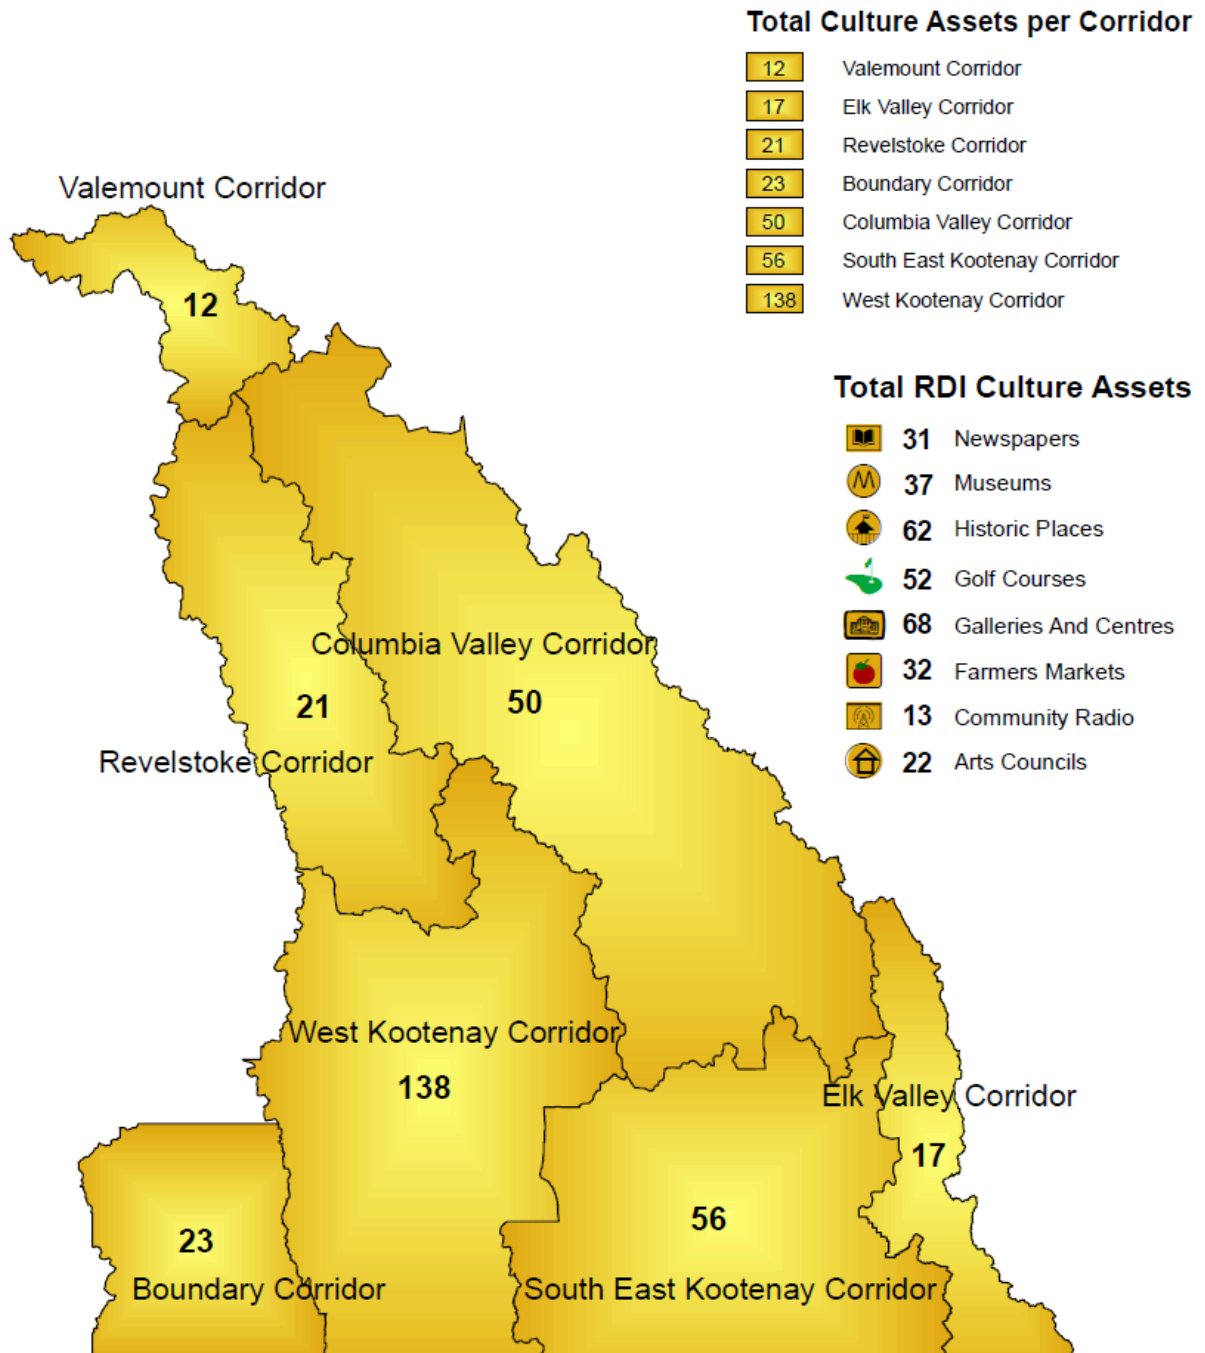 Total Culture Assets per Corridor
12 Valemount Corridor
17 Elk Valley Corridor
21 Revelstoke Corridor
23 Boundary Corridor
50 Columbia Valley Corridor
56 South East Kootenay Corridor
138 West Kootenay Corridor
Total RDI Culture Assets
31 Newspapers
37 Museums
62 Historic Places
52 Golf Courses
68 Galleries And Centres
32 Farmers Markets
13 Community Radio
22 Arts Councils
Valemount Corridor
12
Columbia Valley Corridor
50
21
Revelstoke Corridor
West Kootenay Corridor
138
Elk Valley Corridor
17
56
South East Kootenay Corridor
23
Boundary Corridor